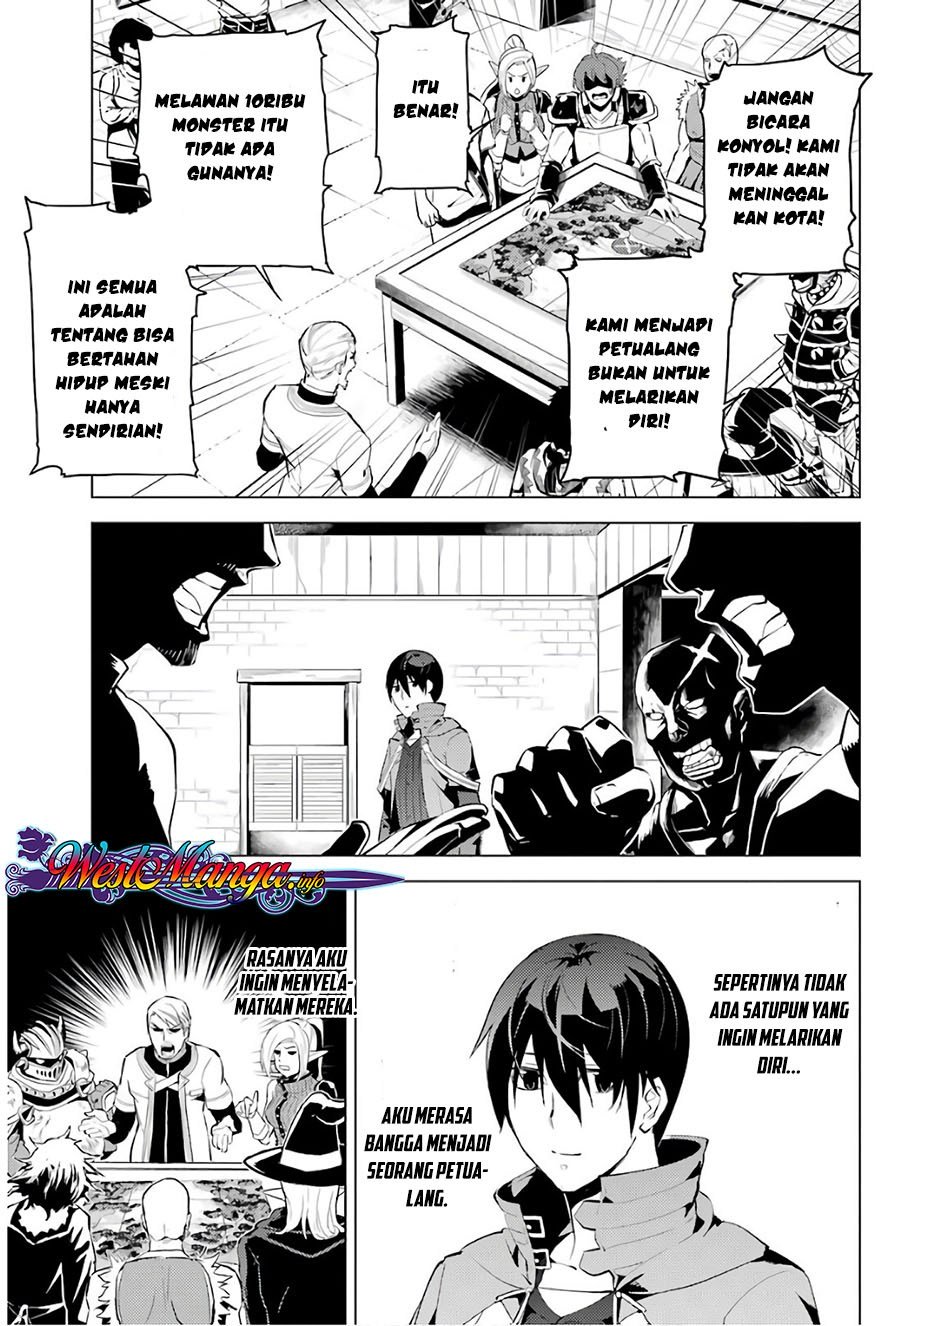 JANGAN
BICARA
KONYOL! KAMI
TIDAK AKAN
MENINGGAL
KAN KOTA!
ITU
BENAR!
MELAWAN 10RIBU
MONSTER ITU
TIDAK ADA
GUNANYA!
KAMI MENJADI
PETUALANG
BUKAN UNTUK
MELARIKAN
DIRI!
INI SEMUA
ADALAH
TENTANG BISA
BERTAHAN
HIDUP MESKI
HANYA
SENDIRIAN!
WestManga.info
SEPERTINYA TIDAK
ADA SATUPUN YANG
INGIN MELARIKAN
DIRI...
AKU MERASA
BANGGA MENJADI
SEORANG PETUA-
LANG.
RASANYA AKU
INGIN MENYELA-
MATKAN MEREKA!